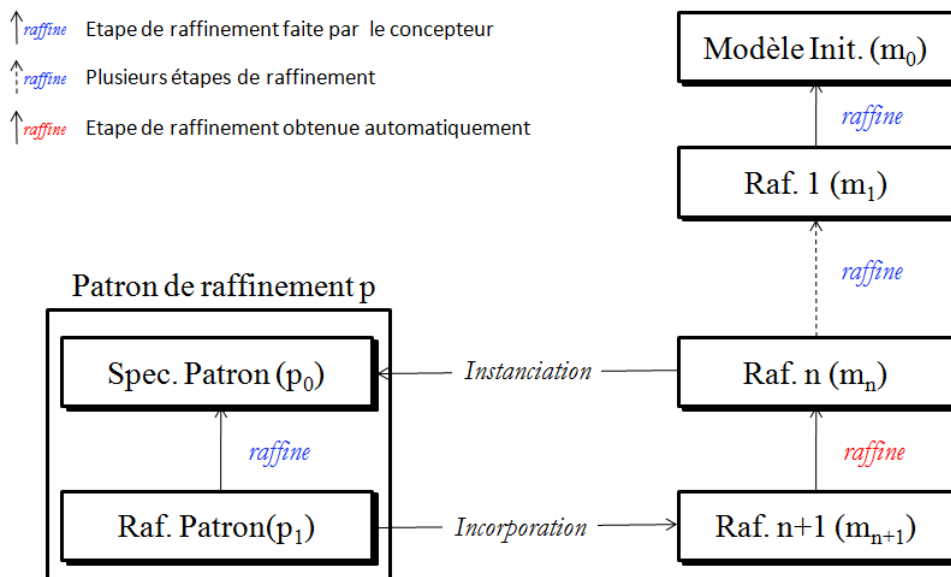 raffine Etape de raffinement faite par le concepteur
raffine Plusieurs étapes de raffinement
raffine Etape de raffinement obtenue automatiquement
Modèle Init. (m₀)
raffine
Raf. 1 (m₁)
raffine
Patron de raffinement p
Spec. Patron (p₀)
Instanciation
Raf. n (mₙ)
raffine
raffine
Raf. Patron(p₁)
Incorporation
Raf. n+1 (mₙ₊₁)